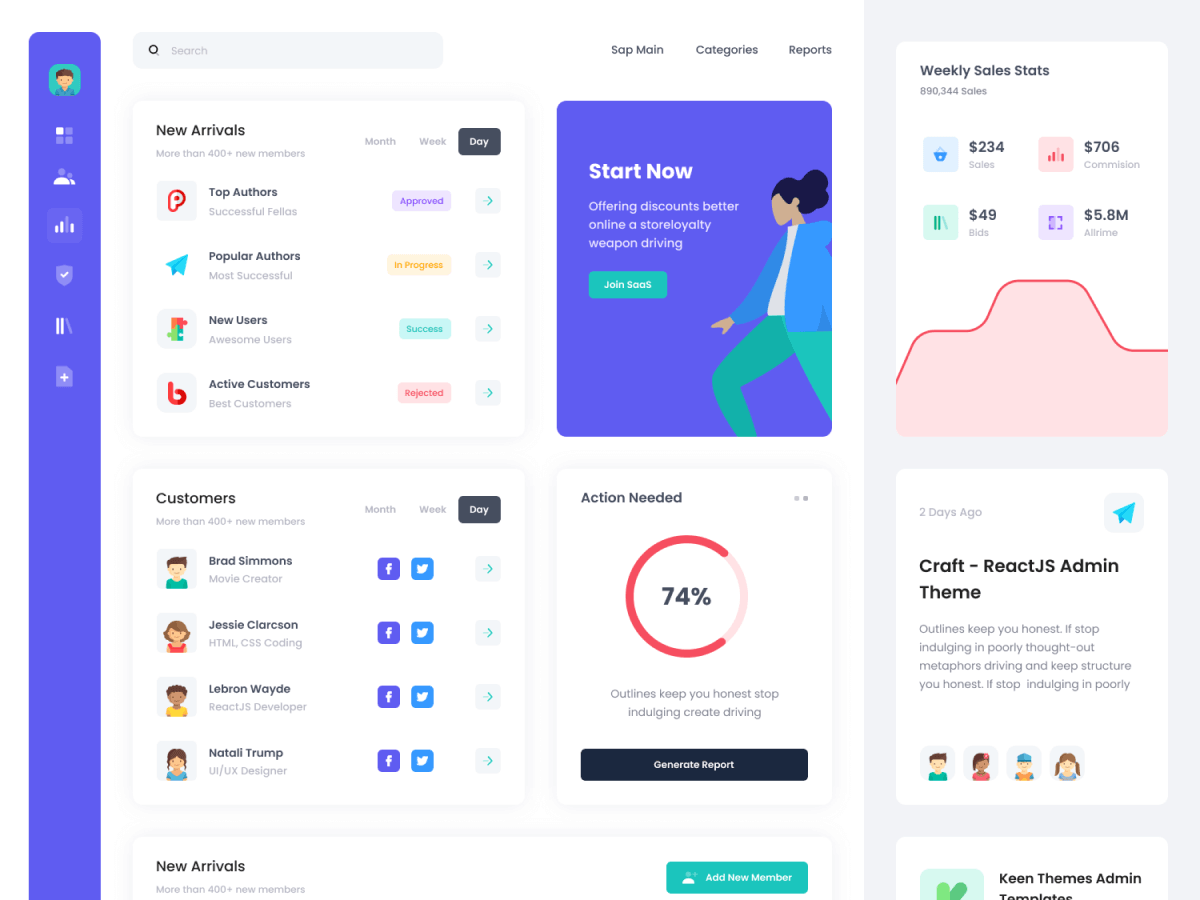 Search
Sap Main
Categories
Reports
New Arrivals
More than 400+ new members
Month
Week
Day
Top Authors
Successful Fellas
Approved
Popular Authors
Most Successful
In Progress
New Users
Awesome Users
Success
Active Customers
Best Customers
Rejected
Start Now
Offering discounts better
online a storeloyalty
weapon driving
Join SaaS
Weekly Sales Stats
890,344 Sales
$234
Sales
$706
Commision
$49
Bids
$5.8M
Allrime
Customers
More than 400+ new members
Month
Week
Day
Brad Simmons
Movie Creator
Jessie Clarcson
HTML, CSS Coding
Lebron Wayde
ReactJS Developer
Natali Trump
UI/UX Designer
Action Needed
74%
Outlines keep you honest stop
indulging create driving
Generate Report
2 Days Ago
Craft - ReactJS Admin
Theme
Outlines keep you honest. If stop
indulging in poorly thought-out
metaphors driving and keep structure
you honest. If stop  indulging in poorly
New Arrivals
More than 400+ new members
Add New Member
Keen Themes Admin
Templates